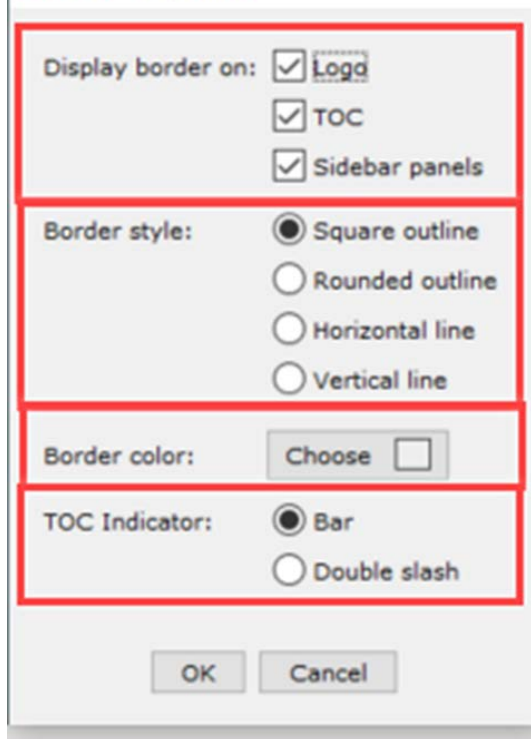 Display border on: Logo
TOC
Sidebar panels
Border style: Square outline
Rounded outline
Horizontal line
Vertical line
Border color: Choose
TOC Indicator: Bar
Double slash
OK Cancel